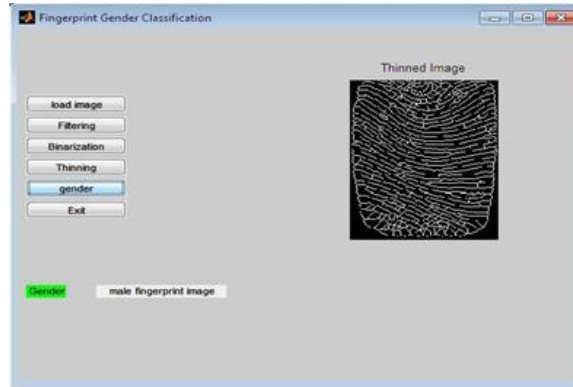 Fingerprint Gender Classification
Thinned Image
load image
Filtering
Binarization
Thinning
gender
Exit
Gender male fingerprint image